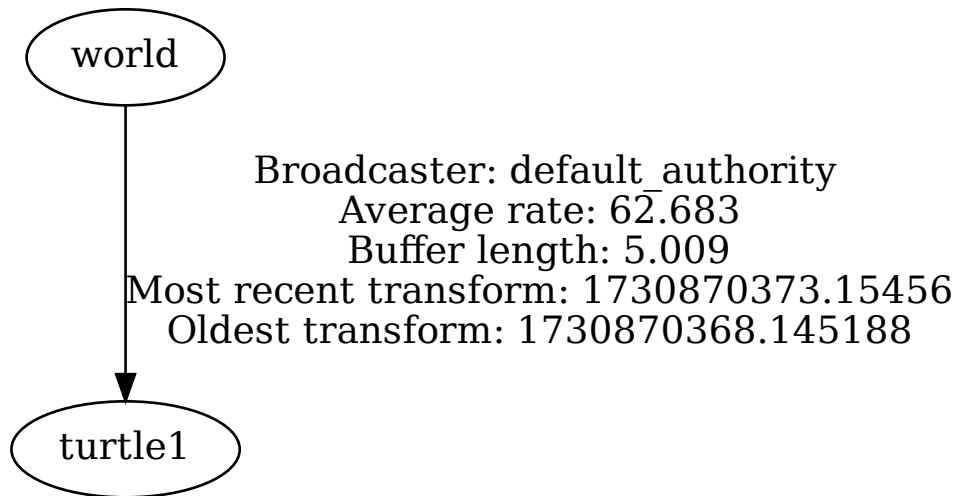 world
Broadcaster: default_authority
Average rate: 62.683
Buffer length: 5.009
Most recent transform: 1730870373.15456
Oldest transform: 1730870368.145188
turtle1